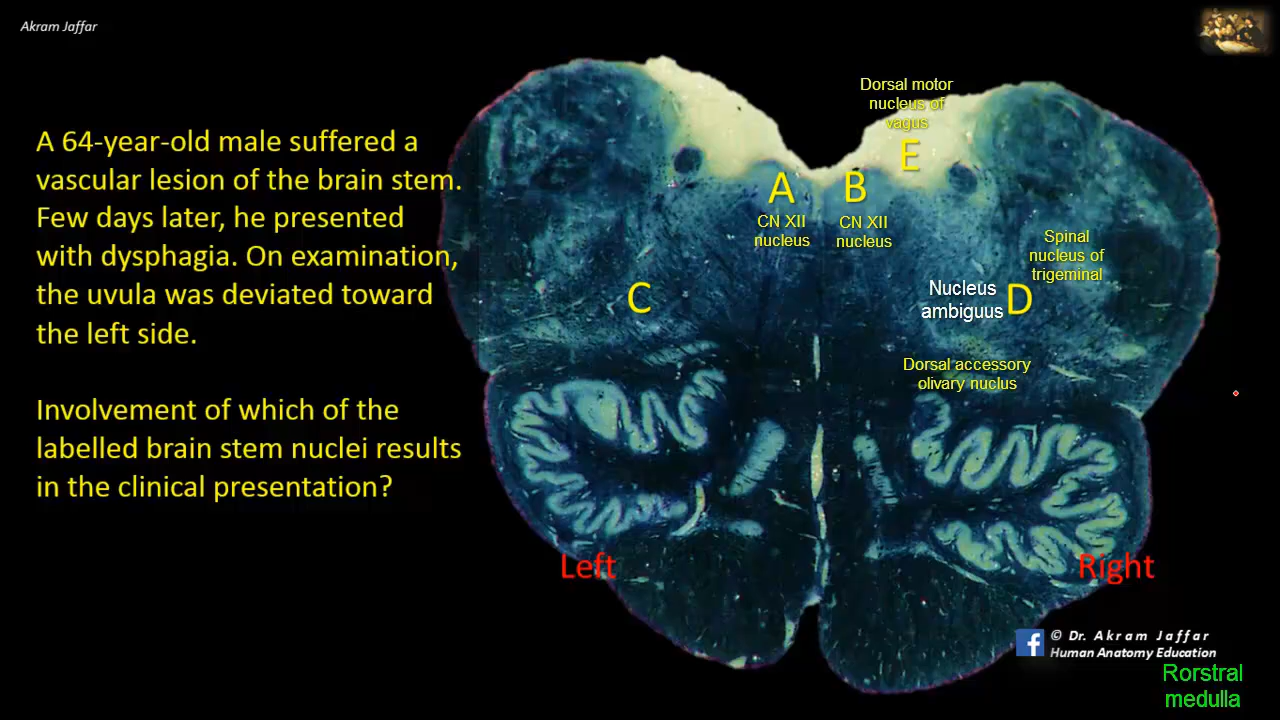 Akram Jaffar
A 64-year-old male suffered a
vascular lesion of the brain stem.
Few days later, he presented
with dysphagia. On examination,
the uvula was deviated toward
the left side.
Involvement of which of the
labelled brain stem nuclei results
in the clinical presentation?
Dorsal motor
nucleus of
vagus
E
A
B
CN XII
nucleus
CN XII
nucleus
Spinal
nucleus of
trigeminal
C
Nucleus
ambiguus
D
Dorsal accessory
olivary nuclus
Left
Right
f
© Dr. Akram Jaffar
Human Anatomy Education
Rorstral
medulla